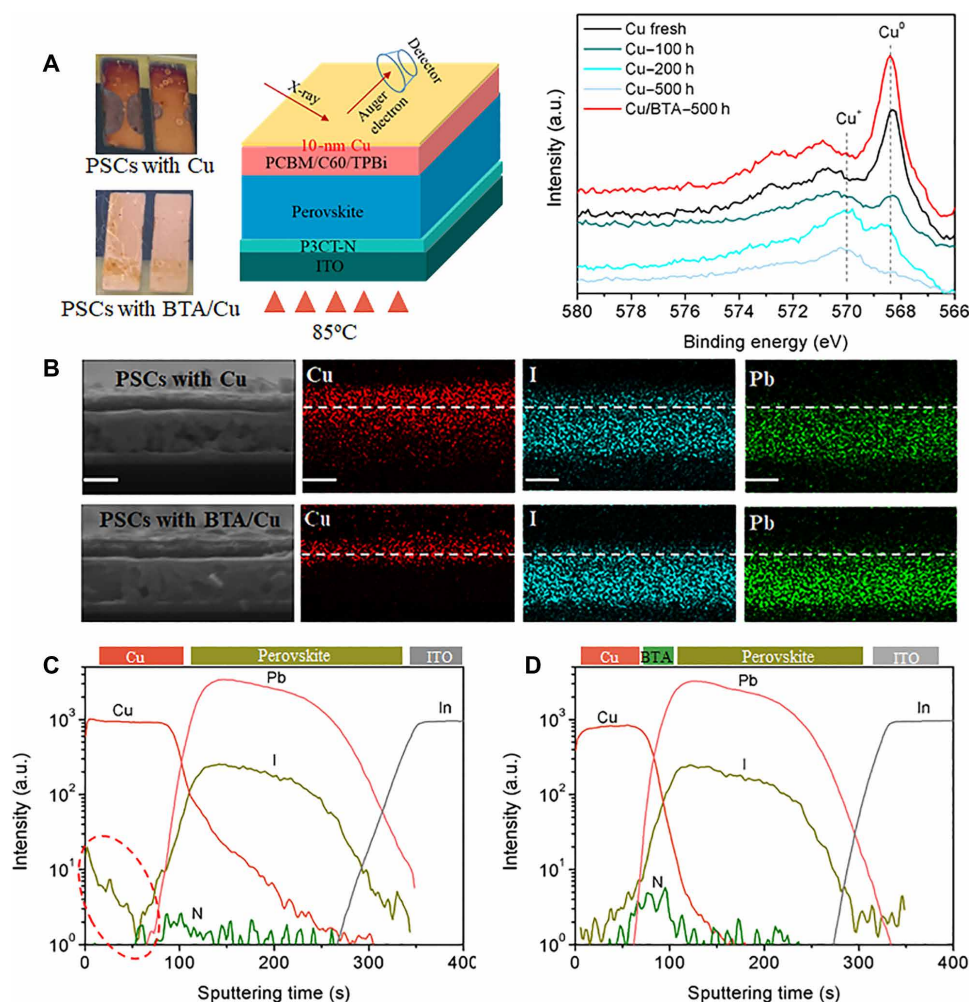 A
PSCs with Cu
PSCs with BTA/Cu
X-ray
Auger
electron
Detector
10-nm Cu
PCBM/C60/TPBi
Perovskite
P3CT-N
ITO
85°C
Intensity (a.u.)
Cu fresh
Cu–100 h
Cu–200 h
Cu–500 h
Cu/BTA–500 h
Cu⁺
Cu⁰
580 578 576 574 572 570 568 566
Binding energy (eV)
B
PSCs with Cu
Cu
I
Pb
PSCs with BTA/Cu
Cu
I
Pb
C
Cu
Perovskite
ITO
Intensity (a.u.)
10³
10²
10¹
10⁰
Cu
Pb
I
N
In
0 100 200 300 400
Sputtering time (s)
D
Cu
BTA
Perovskite
ITO
Intensity (a.u.)
10³
10²
10¹
10⁰
Cu
Pb
I
N
In
0 100 200 300 400
Sputtering time (s)